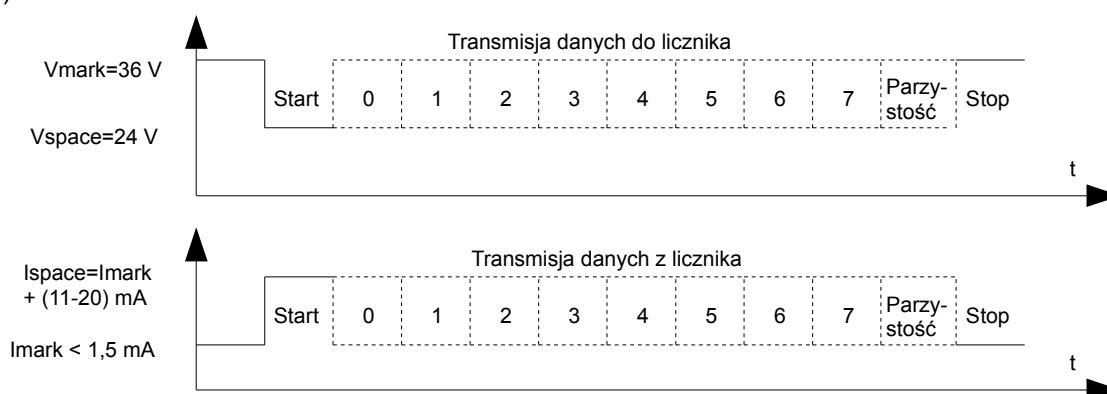 )
Transmisja danych do licznika
Vmark=36 V
Start 0 1 2 3 4 5 6 7 Parzy-
stość Stop
Vspace=24 V
t
Transmisja danych z licznika
Ispace=Imark
+ (11-20) mA
Start 0 1 2 3 4 5 6 7 Parzy-
stość Stop
Imark < 1,5 mA
t